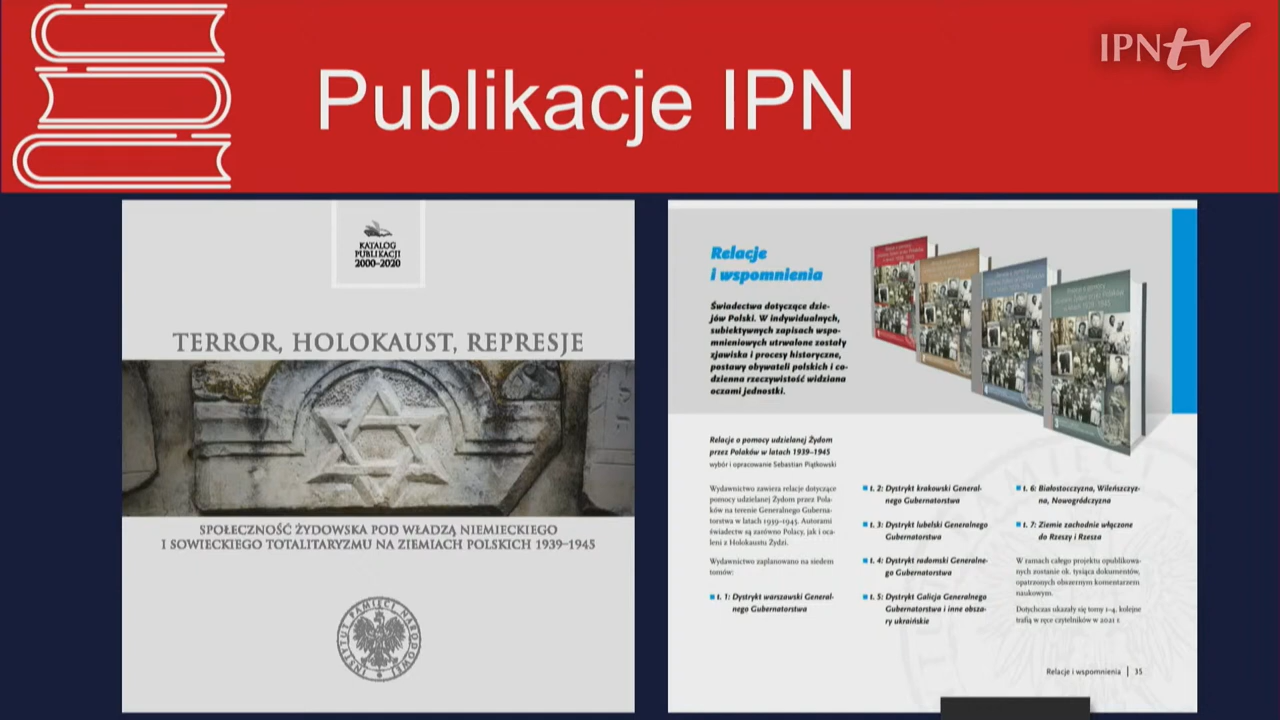 IPNtv
Publikacje IPN
KATALOG
PUBLIKACJI
2000–2020
TERROR, HOLOKAUST, REPRESJE
SPOŁECZNOŚĆ ŻYDOWSKA POD WŁADZĄ NIEMIECKIEGO
I SOWIECKIEGO TOTALITARYZMU NA ZIEMIACH POLSKICH 1939–1945
INSTYTUT PAMIĘCI NARODOWEJ
Relacje
i wspomnienia
Świadectwa dotyczące dzie-
jów Polski. W indywidualnych,
subiektywnych zapisach wspo-
mnieniowych utrwalone zostały
zjawiska i procesy historyczne,
postawy obywateli polskich i co-
dzienna rzeczywistość widziana
oczami jednostki.
Relacje o pomocy udzielanej Żydom
przez Polaków w latach 1939–1945
wybór i opracowanie Sebastian Piątkowski
Wydawnictwo zawiera relacje dotyczące
pomocy udzielanej Żydom przez Pola-
ków na terenie Generalnego Guberna-
torstwa w latach 1939–1945. Autorami
świadectw są zarówno Polacy, jak i oca-
leni z Holokaustu Żydzi.
Wydawnictwo zaplanowano na siedem
tomów:
t. 1: Dystrykt warszawski General-
nego Gubernatorstwa
t. 2: Dystrykt krakowski General-
nego Gubernatorstwa
t. 3: Dystrykt lubelski Generalnego
Gubernatorstwa
t. 4: Dystrykt radomski Generalne-
go Gubernatorstwa
t. 5: Dystrykt Galicja Generalnego
Gubernatorstwa i inne obsza-
ry ukraińskie
t. 6: Białostocczyzna, Wileńszczyz-
na, Nowogródczyzna
t. 7: Ziemie zachodnie włączone
do Rzeszy i Rzesza
W ramach całego projektu opublikowa-
nych zostanie ok. tysiąca dokumentów,
opatrzonych obszernym komentarzem
naukowym.
Dotychczas ukazały się tomy 1–4, kolejne
trafią w ręce czytelników w 2021 r.
Relacje i wspomnienia | 35